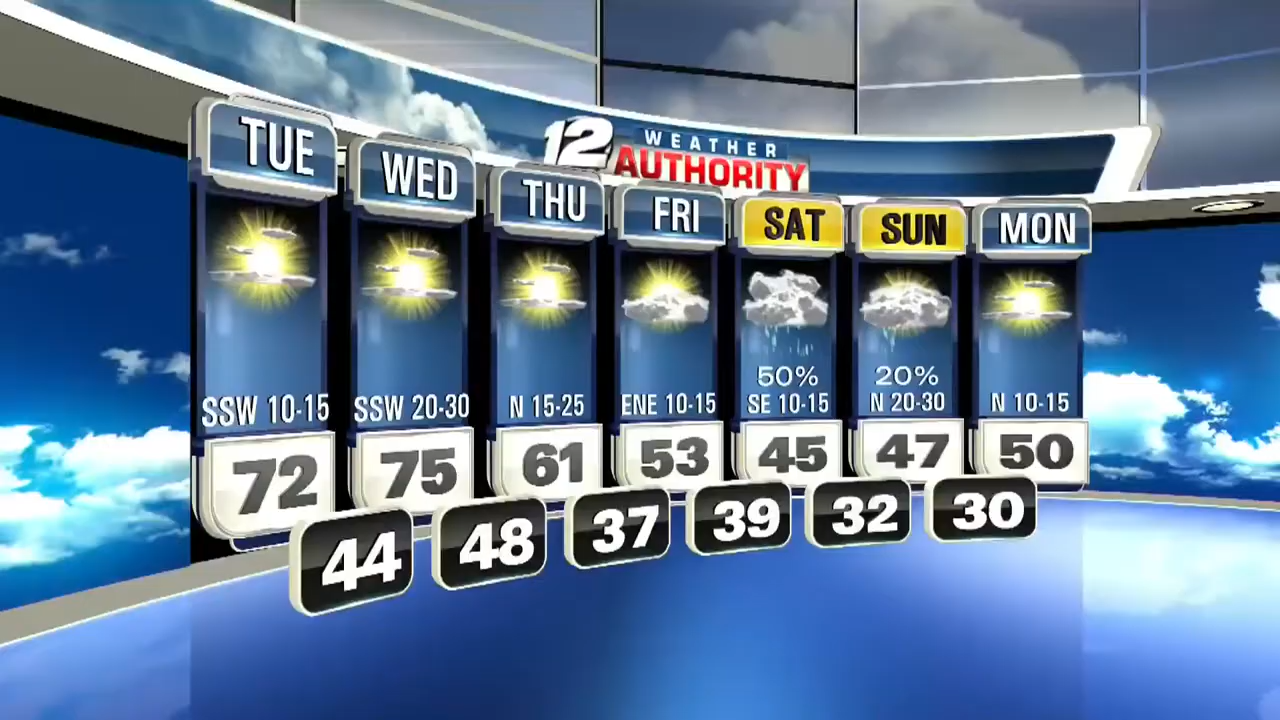 12 WEATHER
AUTHORITY
TUE
WED
THU
FRI
SAT
SUN
MON
50%
20%
SSW 10-15
SSW 20-30
N 15-25
ENE 10-15
SE 10-15
N 20-30
N 10-15
72
75
61
53
45
47
50
44
48
37
39
32
30